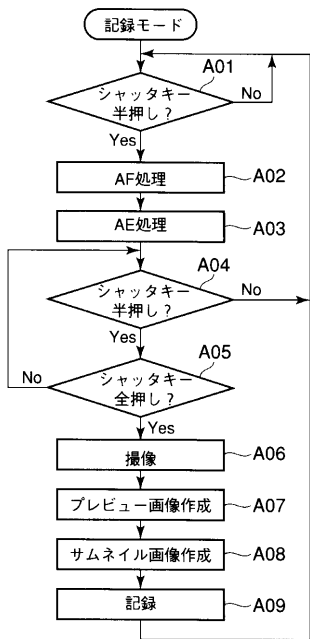 記録モード
A01
シャッタキー
半押し?
No
Yes
AF処理
A02
AE処理
A03
A04
シャッタキー
半押し?
No
Yes
A05
シャッタキー
全押し?
No
Yes
撮像
A06
プレビュー画像作成
A07
サムネイル画像作成
A08
記録
A09